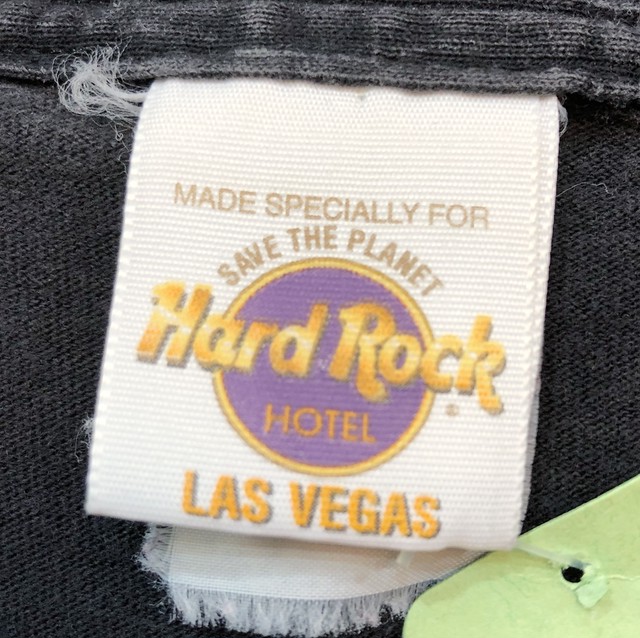 MADE SPECIALLY FOR
SAVE THE PLANET
Hard Rock
HOTEL
®
LAS VEGAS